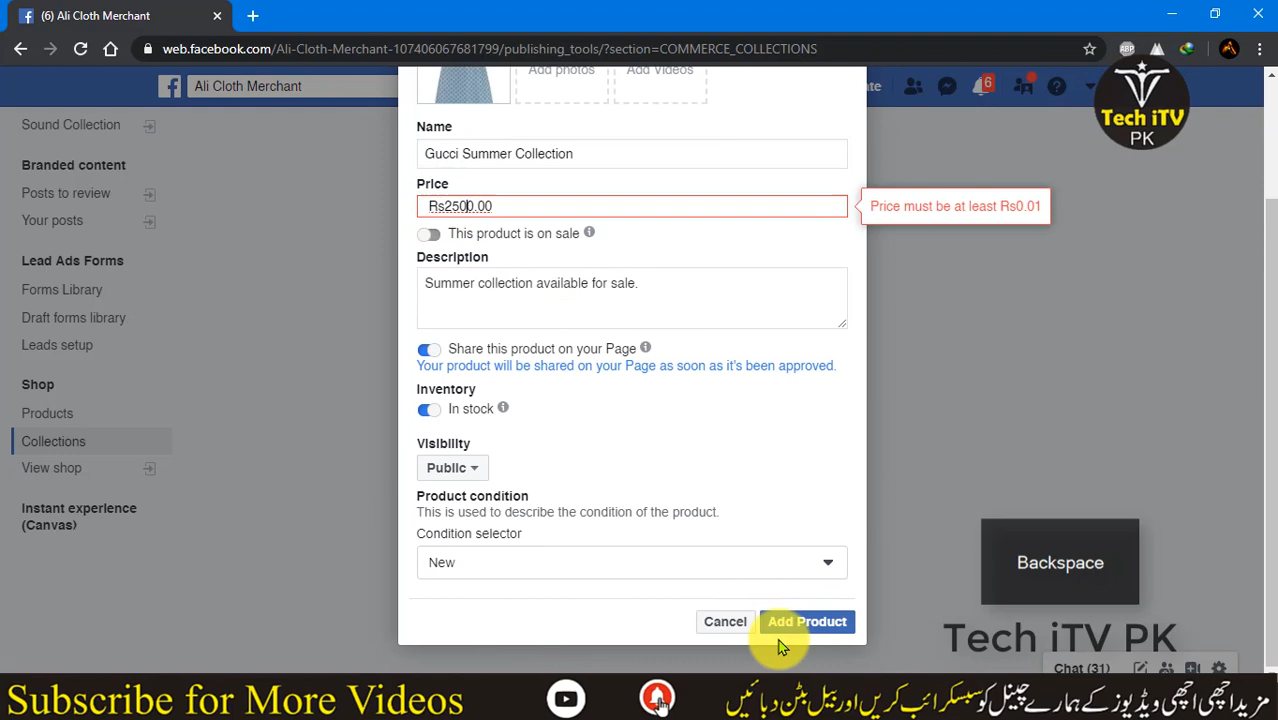 (6) Ali Cloth Merchant
web.facebook.com/Ali-Cloth-Merchant-107406067681799/publishing_tools/?section=COMMERCE_COLLECTIONS
ABP
Ali Cloth Merchant
ate
6
Tech iTV
PK
Sound Collection
Branded content
Posts to review
Your posts
Lead Ads Forms
Forms Library
Draft forms library
Leads setup
Shop
Products
Collections
View shop
Instant experience
(Canvas)
Add photos
Add Videos
Name
Gucci Summer Collection
Price
Rs2500.00
Price must be at least Rs0.01
This product is on sale
Description
Summer collection available for sale.
Share this product on your Page
Your product will be shared on your Page as soon as it's been approved.
Inventory
In stock
Visibility
Public
Product condition
This is used to describe the condition of the product.
Condition selector
New
Cancel
Add Product
Backspace
Tech iTV PK
Chat (31)
Subscribe for More Videos
مزید اچھی اچھی ویڈیوز کے ہمارے چینل کو سبسکرائب کریں اور بیل بٹن دبائیں